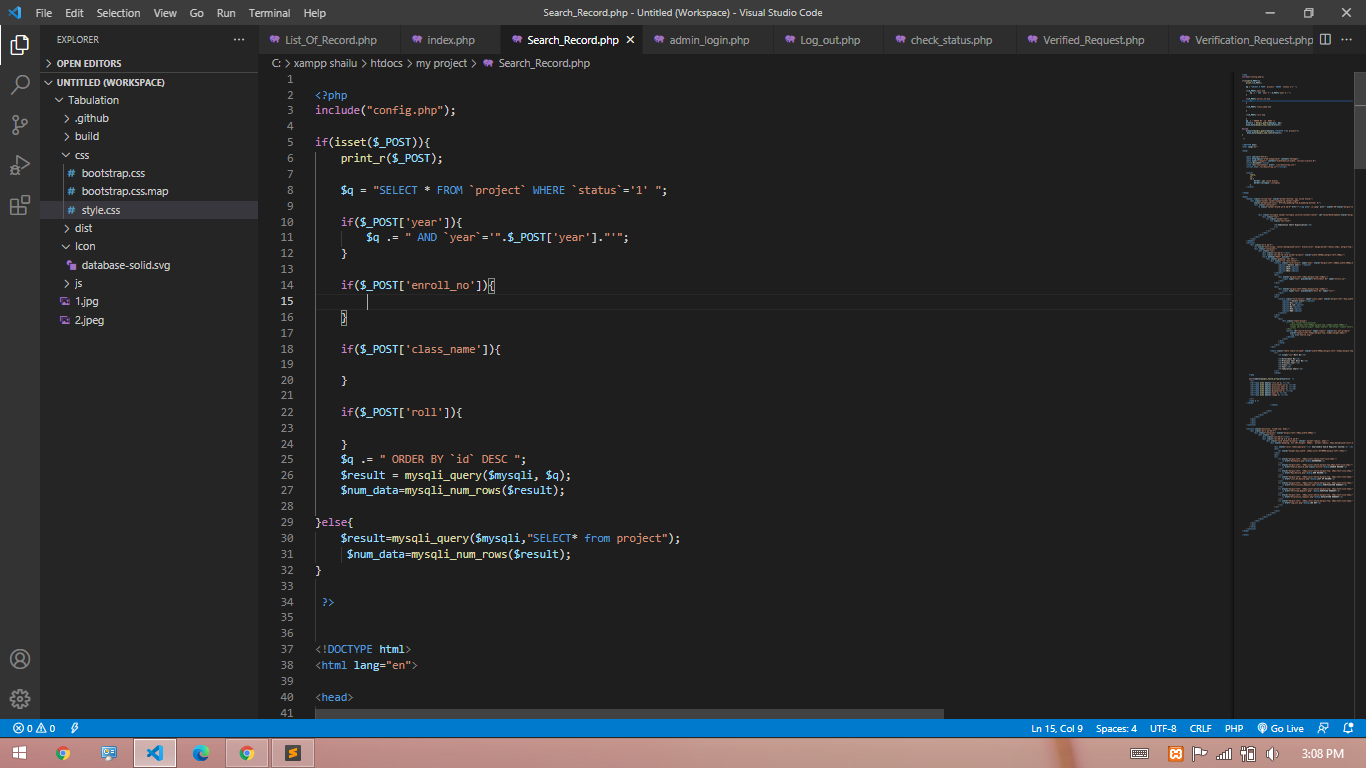 File Edit Selection View Go Run Terminal Help
Search_Record.php - Untitled (Workspace) - Visual Studio Code
EXPLORER
OPEN EDITORS
UNTITLED (WORKSPACE)
Tabulation
.github
build
css
# bootstrap.css
# bootstrap.css.map
# style.css
dist
Icon
database-solid.svg
js
1.jpg
2.jpeg
List_Of_Record.php index.php Search_Record.php admin_login.php Log_out.php check_status.php Verified_Request.php Verification_Request.php
C: > xampp shailu > htdocs > my project > Search_Record.php
1
2 <?php
3 include("config.php");
4
5 if(isset($_POST)){
6 print_r($_POST);
7
8 $q = "SELECT * FROM `project` WHERE `status`='1' ";
9
10 if($_POST['year']){
11 $q .= " AND `year`='".$_POST['year']."'";
12 }
13
14 if($_POST['enroll_no']){
15
16 }
17
18 if($_POST['class_name']){
19
20 }
21
22 if($_POST['roll']){
23
24 }
25 $q .= " ORDER BY `id` DESC ";
26 $result = mysqli_query($mysqli, $q);
27 $num_data=mysqli_num_rows($result);
28
29 }else{
30 $result=mysqli_query($mysqli,"SELECT* from project");
31 $num_data=mysqli_num_rows($result);
32 }
33
34 ?>
35
36
37 <!DOCTYPE html>
38 <html lang="en">
39
40 <head>
41
0 0 Ln 15, Col 9 Spaces: 4 UTF-8 CRLF PHP Go Live
3:08 PM